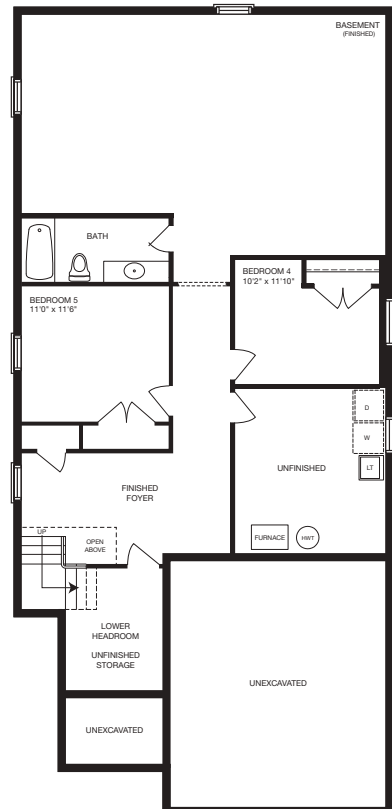 BASEMENT
(FINISHED)
BATH
BEDROOM 4
10'2" x 11'10"
BEDROOM 5
11'0" x 11'6"
D
W
LT
UNFINISHED
FINISHED
FOYER
FURNACE
HWT
UP
OPEN
ABOVE
LOWER
HEADROOM
UNFINISHED
STORAGE
UNEXCAVATED
UNEXCAVATED